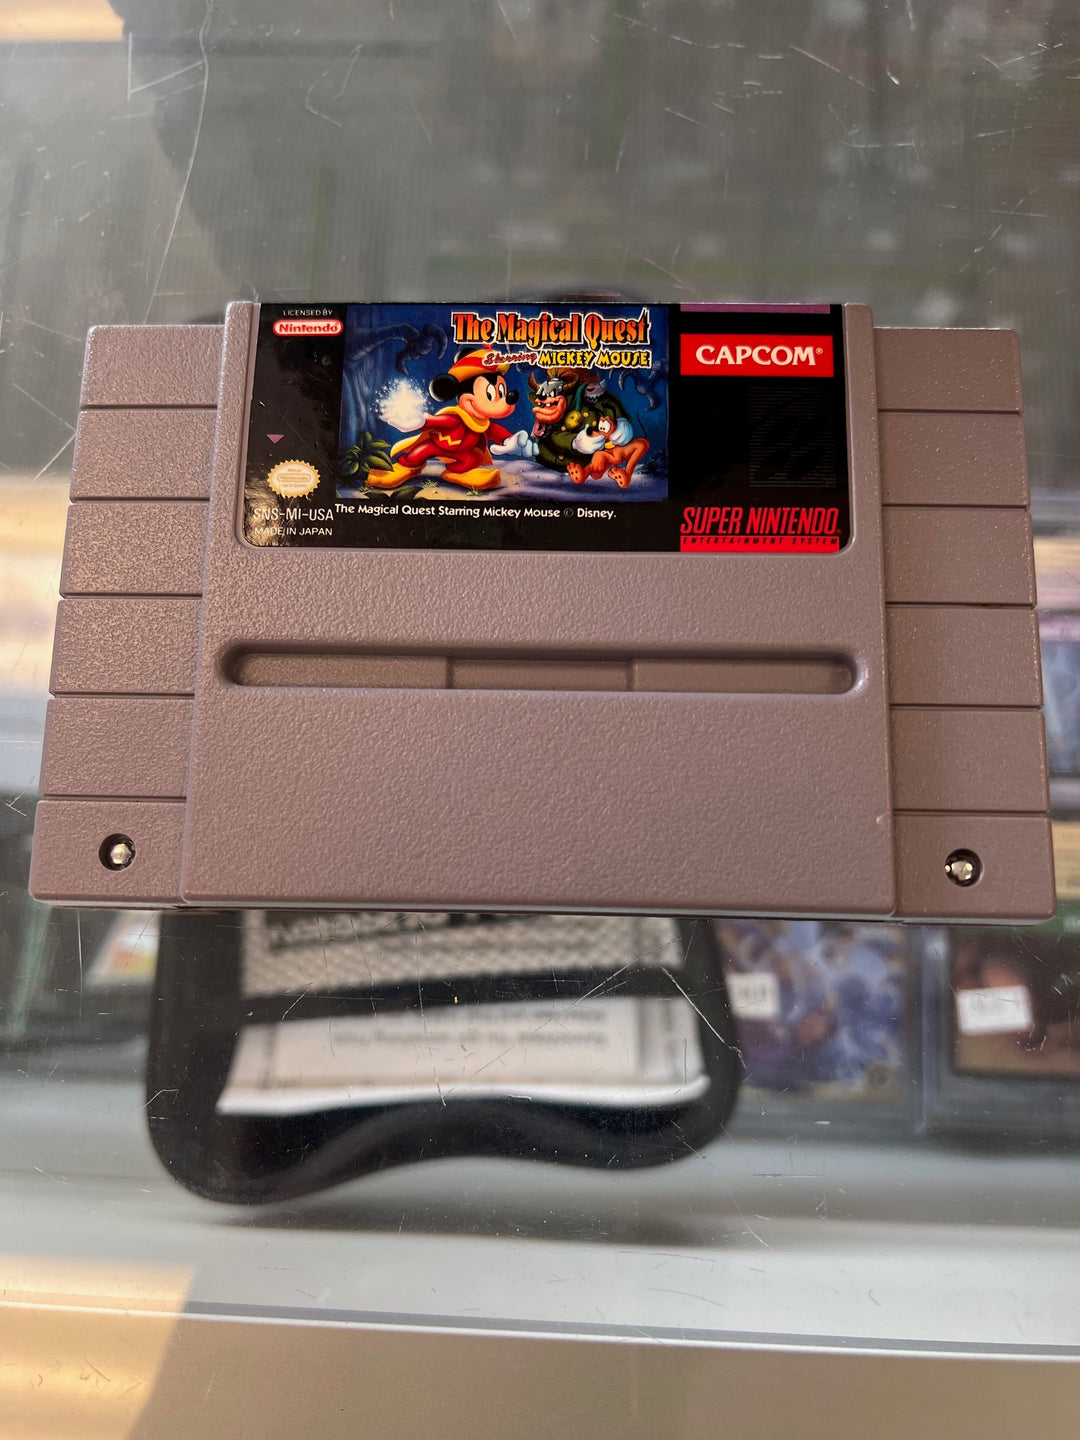 LICENSED BY
Nintendo®
The Magical Quest
Starring MICKEY MOUSE
CAPCOM®
SNS-MI-USA
MADE IN JAPAN
The Magical Quest Starring Mickey Mouse © Disney.
SUPER NINTENDO
ENTERTAINMENT SYSTEM